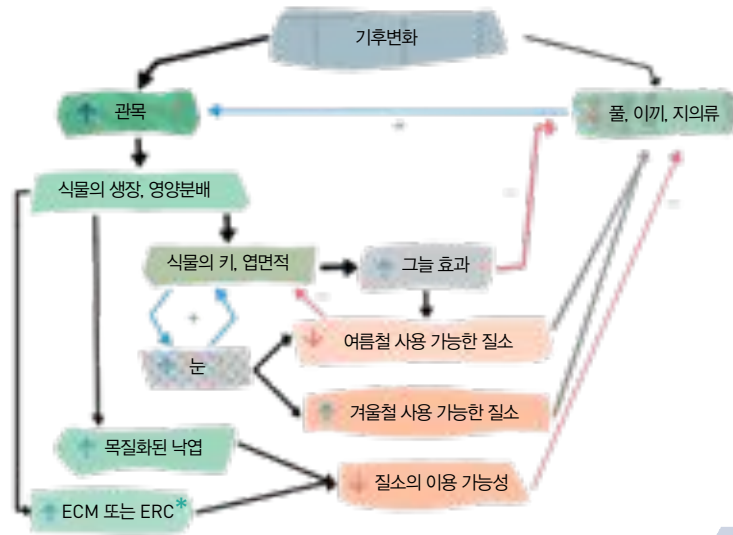 기후변화
관목
풀, 이끼, 지의류
+
식물의 생장, 영양분배
식물의 키, 엽면적
그늘 효과
+
여름철 사용 가능한 질소
눈
겨울철 사용 가능한 질소
목질화된 낙엽
질소의 이용 가능성
ECM 또는 ERC*